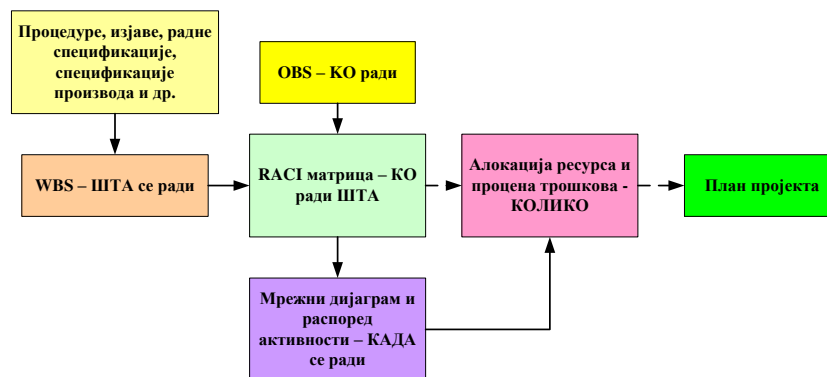 Процедуре, изјаве, радне
спецификације,
спецификације
производа и др.
OBS – КО ради
WBS – ШТА се ради
RACI матрица – КО
ради ШТА
Алокација ресурса и
процена трошкова -
КОЛИКО
План пројекта
Мрежни дијаграм и
распоред
активности – КАДА
се ради